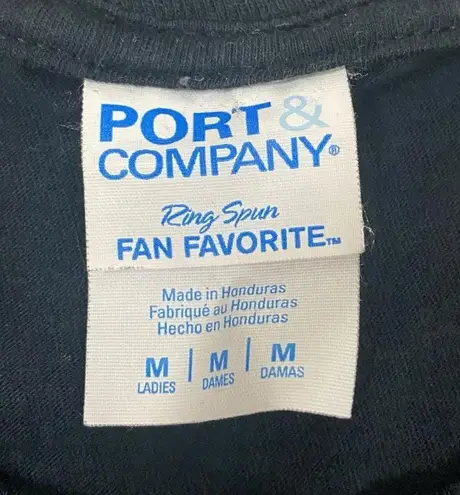 PORT &
COMPANY®
Ring Spun
FAN FAVORITE™
Made in Honduras
Fabriqué au Honduras
Hecho en Honduras
M | M | M
LADIES DAMES DAMAS